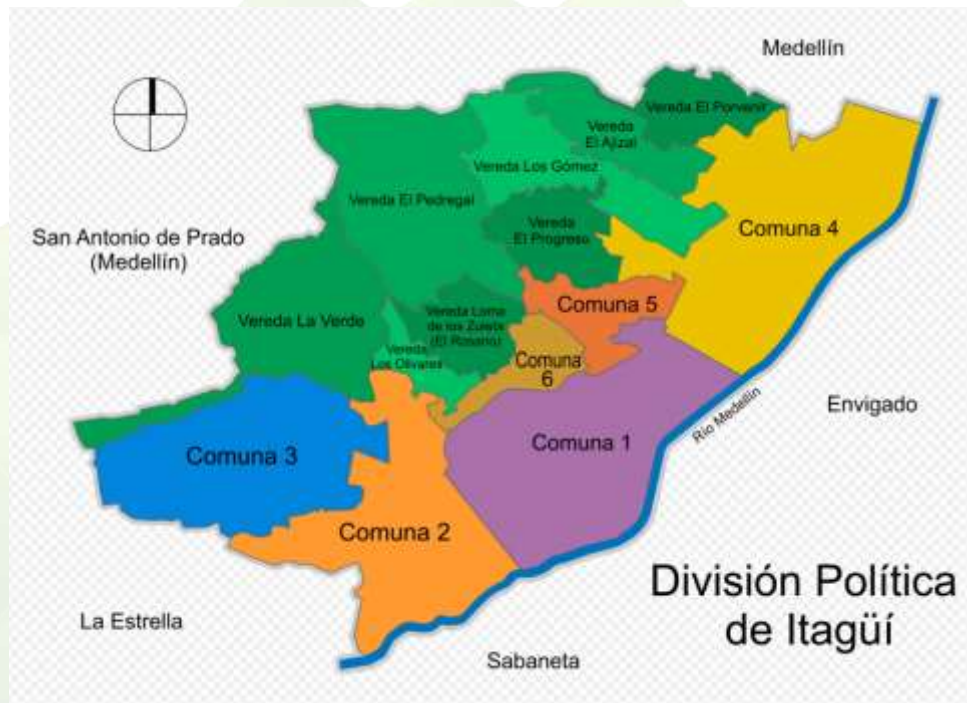 Medellín
Vereda El Porvenir
Vereda
El Ajizal
Vereda Los Gómez
Vereda El Pedregal
Vereda
El Progreso
Comuna 4
San Antonio de Prado
(Medellín)
Vereda La Verde
Vereda Loma
de los Zuleta
(El Rosario)
Comuna 5
Vereda
Los Olivares
Comuna
6
Río Medellín
Envigado
Comuna 3
Comuna 1
Comuna 2
División Política
de Itagüí
La Estrella
Sabaneta